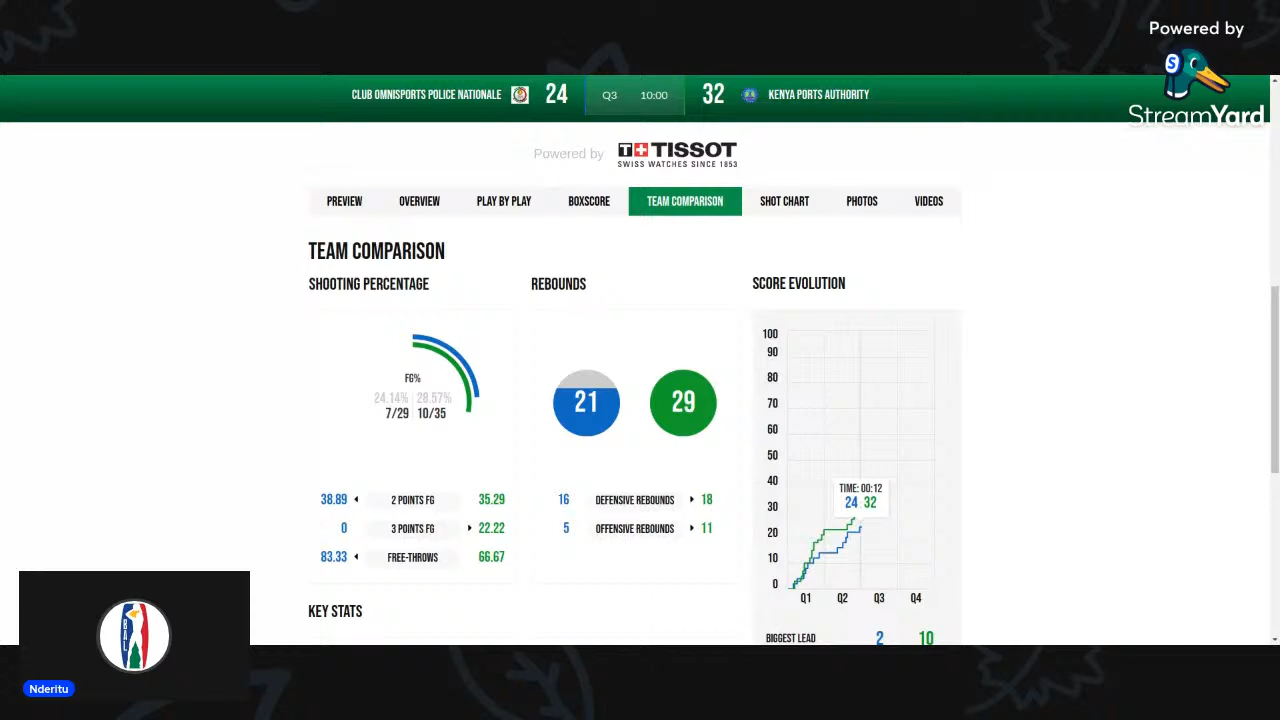 Powered by
StreamYard
CLUB OMNISPORTS POLICE NATIONALE 24 Q3 10:00 32 KENYA PORTS AUTHORITY
Powered by TISSOT
SWISS WATCHES SINCE 1853
PREVIEW OVERVIEW PLAY BY PLAY BOXSCORE TEAM COMPARISON SHOT CHART PHOTOS VIDEOS
TEAM COMPARISON
SHOOTING PERCENTAGE
FG%
24.14% 28.57%
7/29 10/35
38.89 2 POINTS FG 35.29
0 3 POINTS FG 22.22
83.33 FREE-THROWS 66.67
REBOUNDS
21 29
16 DEFENSIVE REBOUNDS 18
5 OFFENSIVE REBOUNDS 11
SCORE EVOLUTION
100
90
80
70
60
50
40
30
20
10
0
TIME: 00:12
24 32
Q1 Q2 Q3 Q4
BIGGEST LEAD 2 10
KEY STATS
BAL
Nderitu